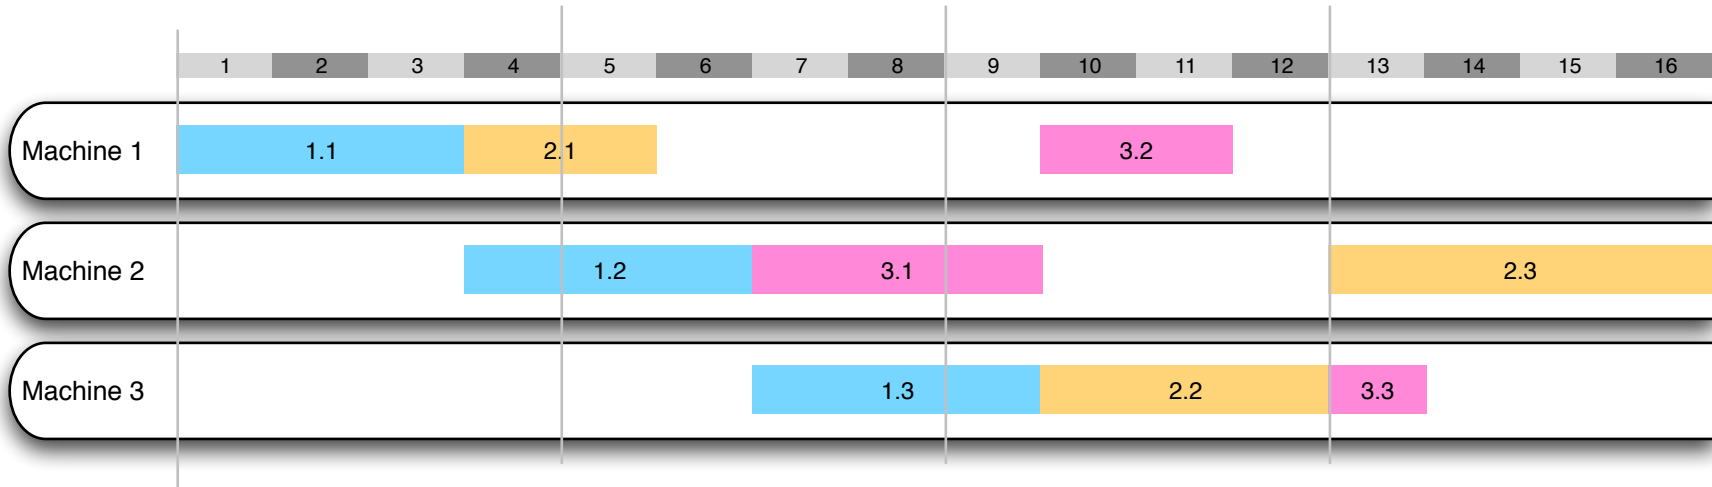 1 2 3 4 5 6 7 8 9 10 11 12 13 14 15 16
Machine 1 1.1 2.1 3.2
Machine 2 1.2 3.1 2.3
Machine 3 1.3 2.2 3.3